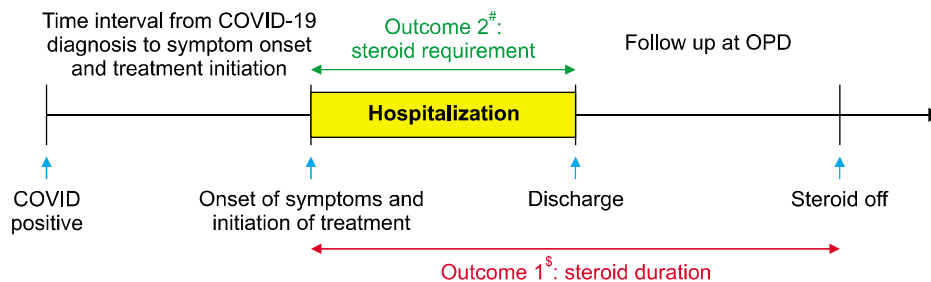 Time interval from COVID-19
diagnosis to symptom onset
and treatment initiation
Outcome 2#:
steroid requirement
Follow up at OPD
Hospitalization
COVID
positive
Onset of symptoms and
initiation of treatment
Discharge
Steroid off
Outcome 1$: steroid duration